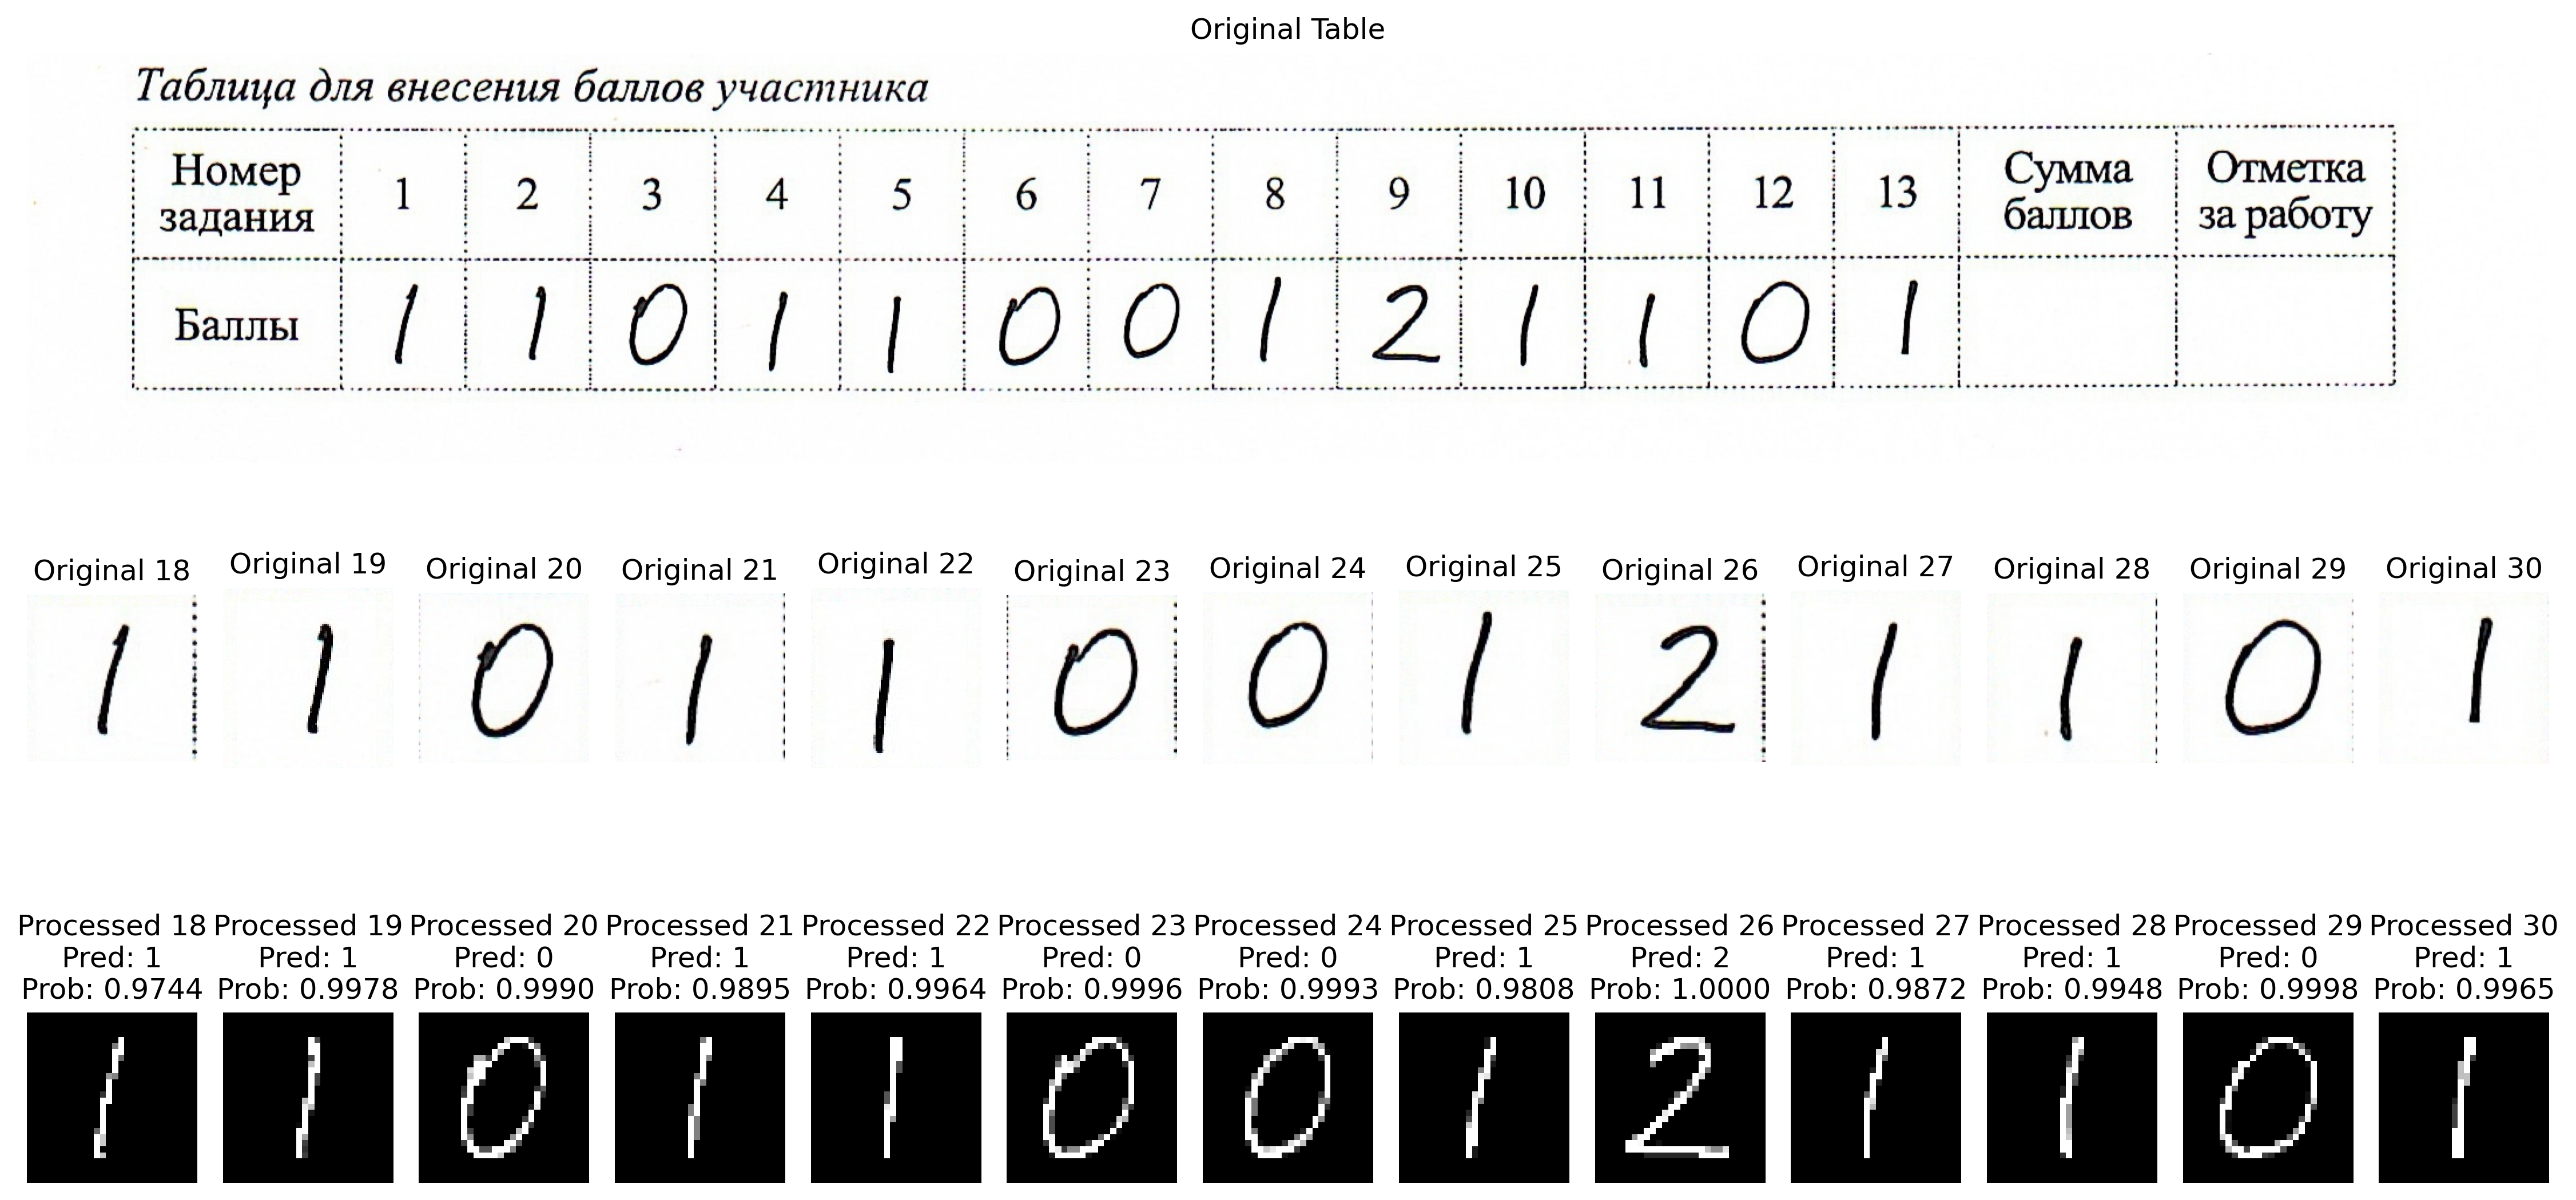 Original Table
Таблица для внесения баллов участника
Номер задания 1 2 3 4 5 6 7 8 9 10 11 12 13 Сумма баллов Отметка за работу
Баллы 1 1 0 1 1 0 0 1 2 1 1 0 1
Original 18 Original 19 Original 20 Original 21 Original 22 Original 23 Original 24 Original 25 Original 26 Original 27 Original 28 Original 29 Original 30
1 1 0 1 1 0 0 1 2 1 1 0 1
Processed 18 Processed 19 Processed 20 Processed 21 Processed 22 Processed 23 Processed 24 Processed 25 Processed 26 Processed 27 Processed 28 Processed 29 Processed 30
Pred: 1 Pred: 1 Pred: 0 Pred: 1 Pred: 1 Pred: 0 Pred: 0 Pred: 1 Pred: 2 Pred: 1 Pred: 1 Pred: 0 Pred: 1
Prob: 0.9744 Prob: 0.9978 Prob: 0.9990 Prob: 0.9895 Prob: 0.9964 Prob: 0.9996 Prob: 0.9993 Prob: 0.9808 Prob: 1.0000 Prob: 0.9872 Prob: 0.9948 Prob: 0.9998 Prob: 0.9965
1 1 0 1 1 0 0 1 2 1 1 0 1